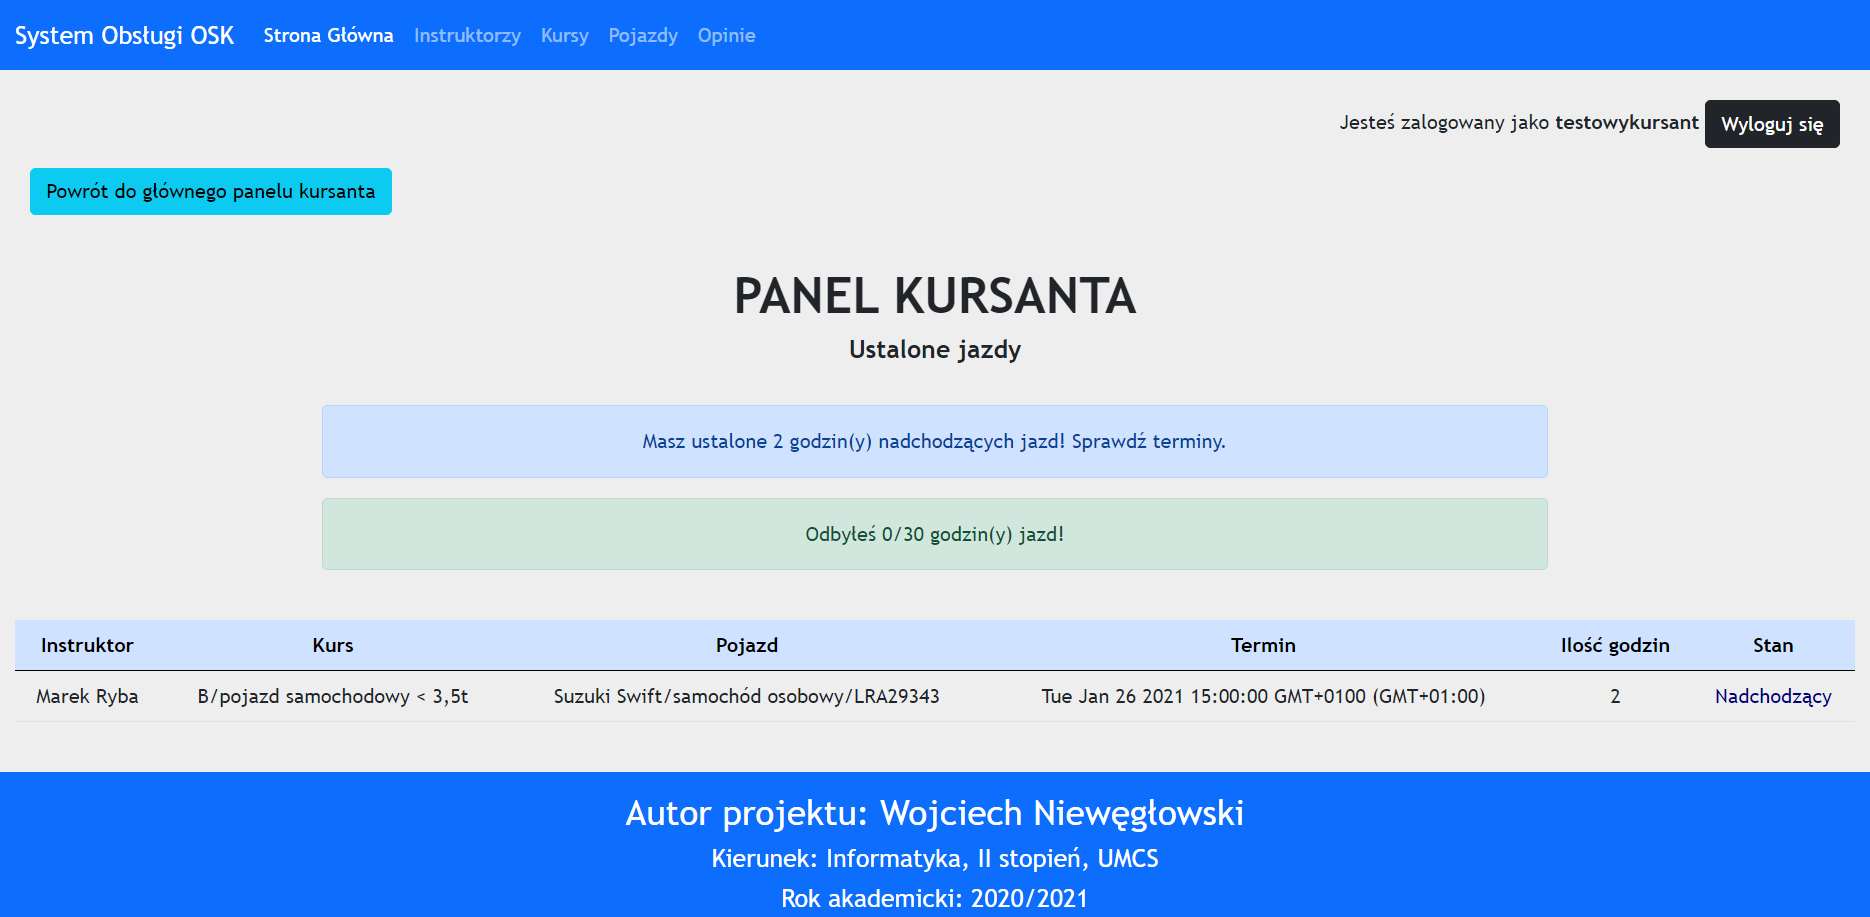 System Obsługi OSK Strona Główna Instruktorzy Kursy Pojazdy Opinie
Jesteś zalogowany jako testowykursant Wyloguj się
Powrót do głównego panelu kursanta
PANEL KURSANTA
Ustalone jazdy
Masz ustalone 2 godzin(y) nadchodzących jazd! Sprawdź terminy.
Odbyłeś 0/30 godzin(y) jazd!
Instruktor Kurs Pojazd Termin Ilość godzin Stan
Marek Ryba B/pojazd samochodowy < 3,5t Suzuki Swift/samochód osobowy/LRA29343 Tue Jan 26 2021 15:00:00 GMT+0100 (GMT+01:00) 2 Nadchodzący
Autor projektu: Wojciech Niewęgłowski
Kierunek: Informatyka, II stopień, UMCS
Rok akademicki: 2020/2021